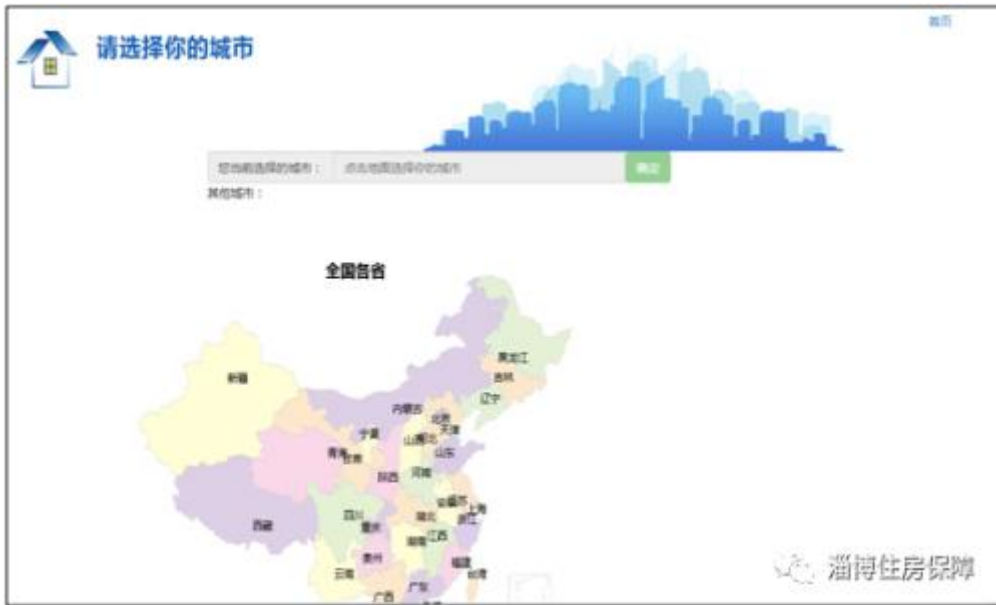 首页
请选择你的城市
您当前选择的城市： 点击地图选择你的城市 确定
其他城市：
全国各省
黑龙江
新疆
吉林
辽宁
内蒙古
北京
天津
宁夏
山西
河北
青海
甘肃
山东
陕西
河南
安徽
江苏
上海
四川
湖北
浙江
西藏
重庆
湖南
江西
贵州
福建
云南
台湾
广西
广东
淄博住房保障